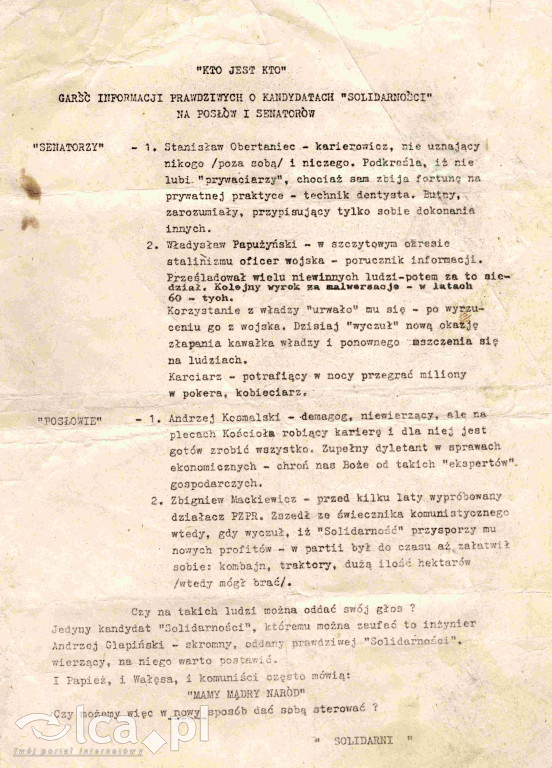 "KTO JEST KTO"
GARŚĆ INFORMACJI PRAWDZIWYCH O KANDYDATACH "SOLIDARNOŚCI"
NA POSŁÓW I SENATORÓW
"SENATORZY" - 1. Stanisław Obertaniec - karierowicz, nie uznający
nikogo /poza sobą/ i niczego. Podkreśla, iż nie
lubi "prywaciarzy", chociaż sam zbija fortunę na
prywatnej praktyce - technik dentysta. Butny,
zarozumiały, przypisujący tylko sobie dokonania
innych.
2. Władysław Papużyński - w szczytowym okresie
stalinizmu oficer wojska - porucznik informacji.
Prześladował wielu niewinnych ludzi-potem za to sie-
dział. Kolejny wyrok za malwersacje - w latach
60 - tych.
Korzystanie z władzy "urwało" mu się - po wyrzu-
ceniu go z wojska. Dzisiaj "wyczuł" nową okazję
złapania kawałka władzy i ponownego mszczenia się
na ludziach.
Karciarz - potrafiący w nocy przegrać miliony
w pokera, kobieciarz.
"POSŁOWIE" - 1. Andrzej Kosmalski - demagog, niewierzący, ale na
plecach Kościoła robiący karierę i dla niej jest
gotów zrobić wszystko. Zupełny dyletant w sprawach
ekonomicznych - chroń nas Boże od takich "ekspertów"
gospodarczych.
2. Zbigniew Mackiewicz - przed kilku laty wypróbowany
działacz PZPR. Zszedł ze świecznika komunistycznego
wtedy, gdy wyczuł, iż "Solidarność" przysporzy mu
nowych profitów - w partii był do czasu aż załatwił
sobie: kombajn, traktory, dużą ilość hektarów
/wtedy mógł brać/.
Czy na takich ludzi można oddać swój głos ?
Jedyny kandydat "Solidarności", któremu można zaufać to inżynier
Andrzej Glapiński - skromny, oddany prawdziwej "Solidarności".
wierzący, na niego warto postawić.
I Papież, i Wałęsa, i komuniści często mówią:
"MAMY MĄDRY NARÓD"
Czy możemy więc w nowy sposób dać sobą sterować ?
" SOLIDARNI "
olca.pl
Twój portal internetowy